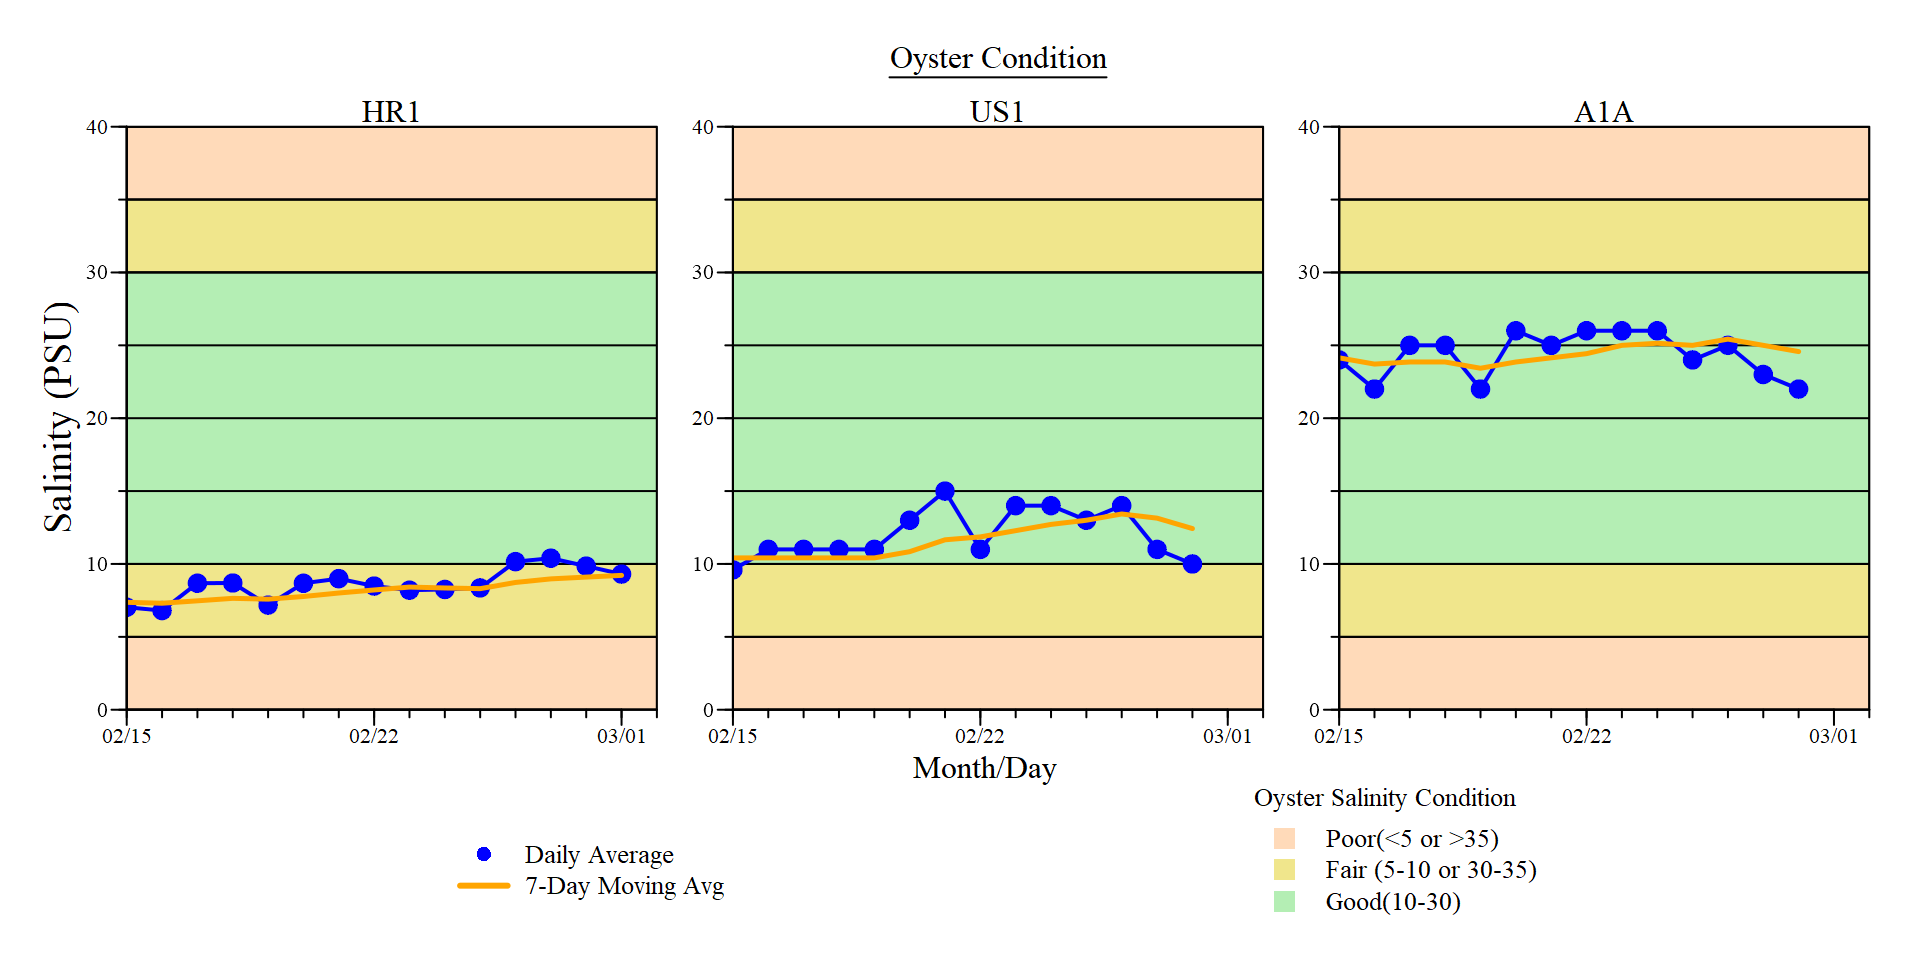 Oyster Condition
HR1
US1
A1A
Salinity (PSU)
40
30
20
10
0
02/15
02/22
03/01
40
30
20
10
0
02/15
02/22
03/01
40
30
20
10
0
02/15
02/22
03/01
Month/Day
Daily Average
7-Day Moving Avg
Oyster Salinity Condition
Poor(<5 or >35)
Fair (5-10 or 30-35)
Good(10-30)